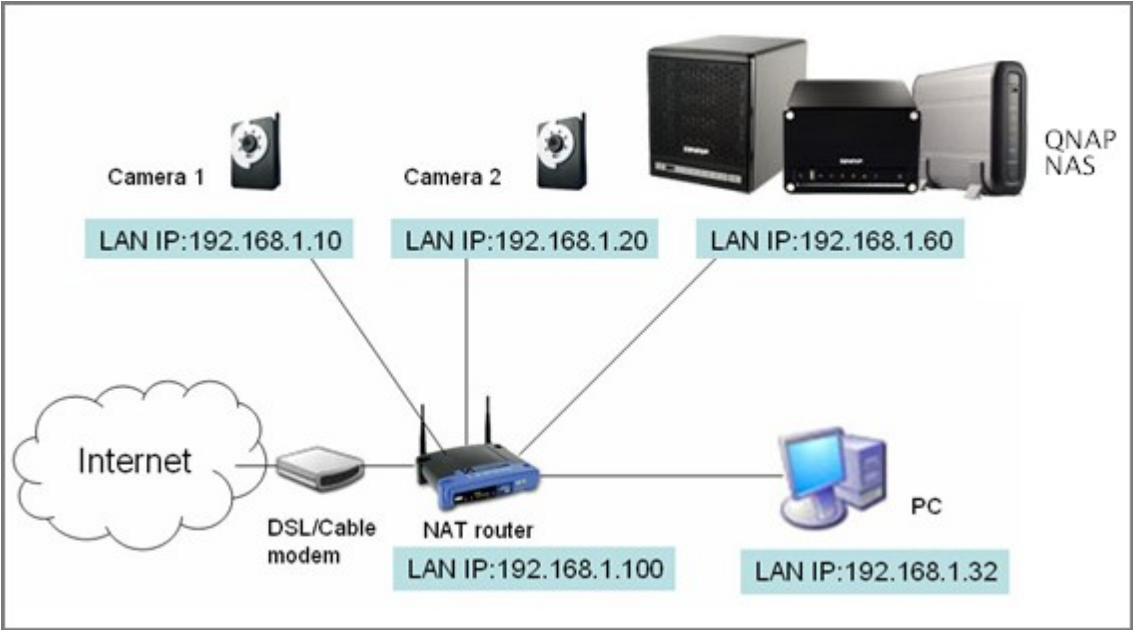 QNAP
NAS
Camera 1
Camera 2
LAN IP:192.168.1.10
LAN IP:192.168.1.20
LAN IP:192.168.1.60
Internet
DSL/Cable
modem
NAT router
PC
LAN IP:192.168.1.100
LAN IP:192.168.1.32